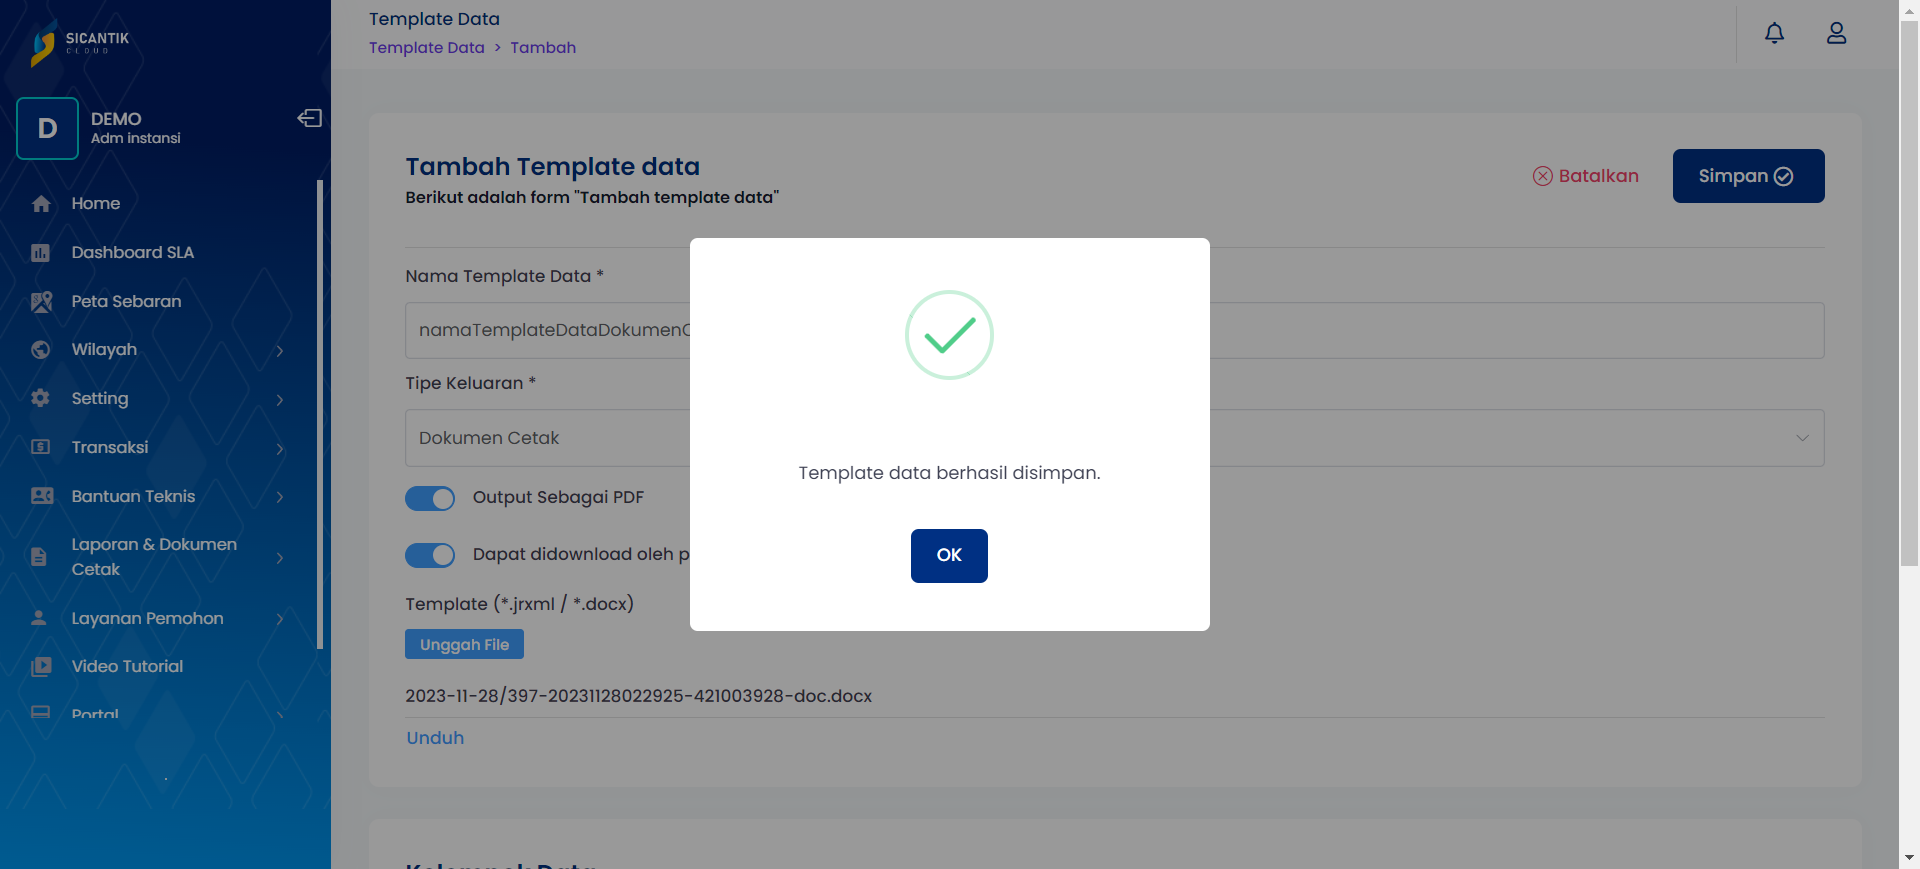 SICANTIK
CLOUD
D
DEMO
Adm instansi
Home
Dashboard SLA
Peta Sebaran
Wilayah
Setting
Transaksi
Bantuan Teknis
Laporan & Dokumen
Cetak
Layanan Pemohon
Video Tutorial
Portal
Template Data
Template Data > Tambah
Tambah Template data
Berikut adalah form "Tambah template data"
Batalkan
Simpan
Nama Template Data *
namaTemplateDataDokumen
Tipe Keluaran *
Dokumen Cetak
Output Sebagai PDF
Dapat didownload oleh
Template (*.jrxml / *.docx)
Unggah File
2023-11-28/397-20231128022925-421003928-doc.docx
Unduh
Template data berhasil disimpan.
OK
Kelompok Data